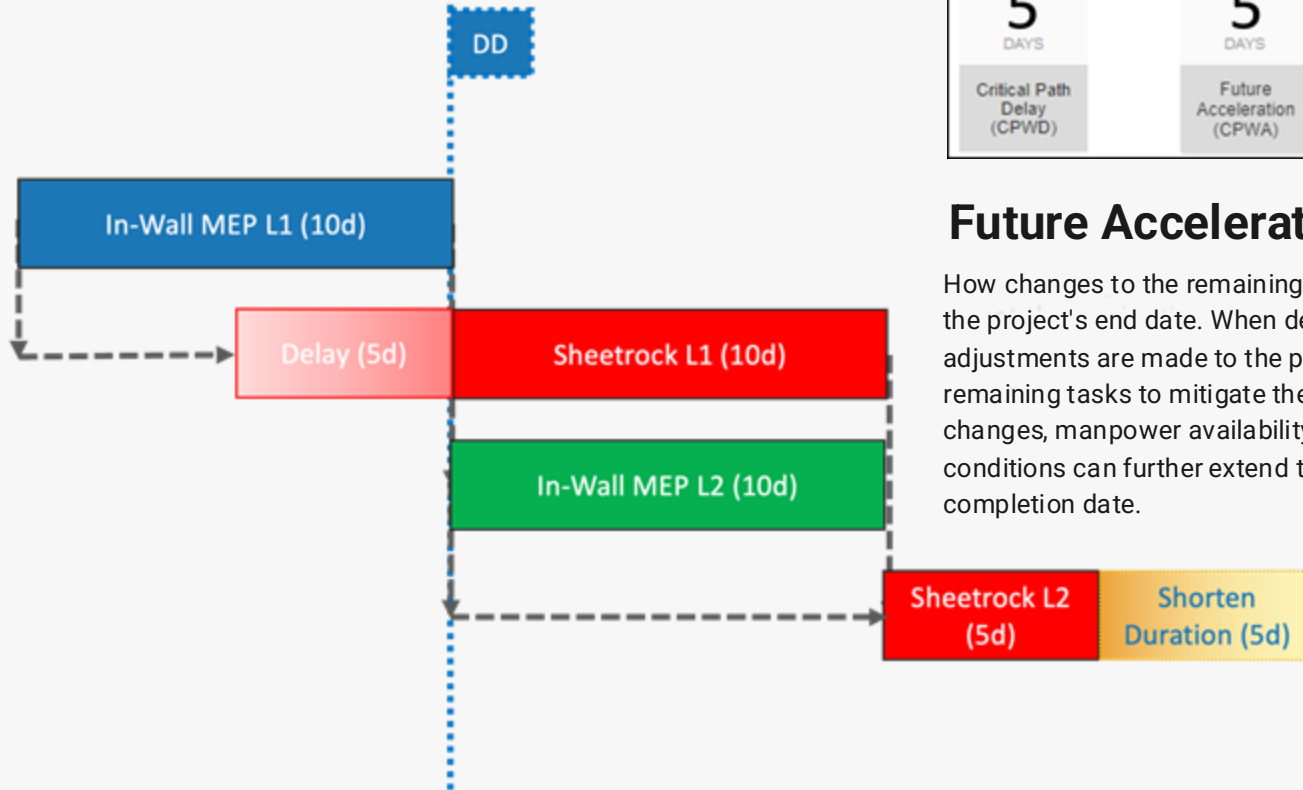 DD
5
DAYS
5
DAYS
Critical Path
Delay
(CPWD)
Future
Acceleration
(CPWA)
In-Wall MEP L1 (10d)
Delay (5d)
Sheetrock L1 (10d)
In-Wall MEP L2 (10d)
Sheetrock L2
(5d)
Shorten
Duration (5d)
Future Accelerat
How changes to the remaining
the project's end date. When de
adjustments are made to the p
remaining tasks to mitigate the
changes, manpower availability
conditions can further extend t
completion date.